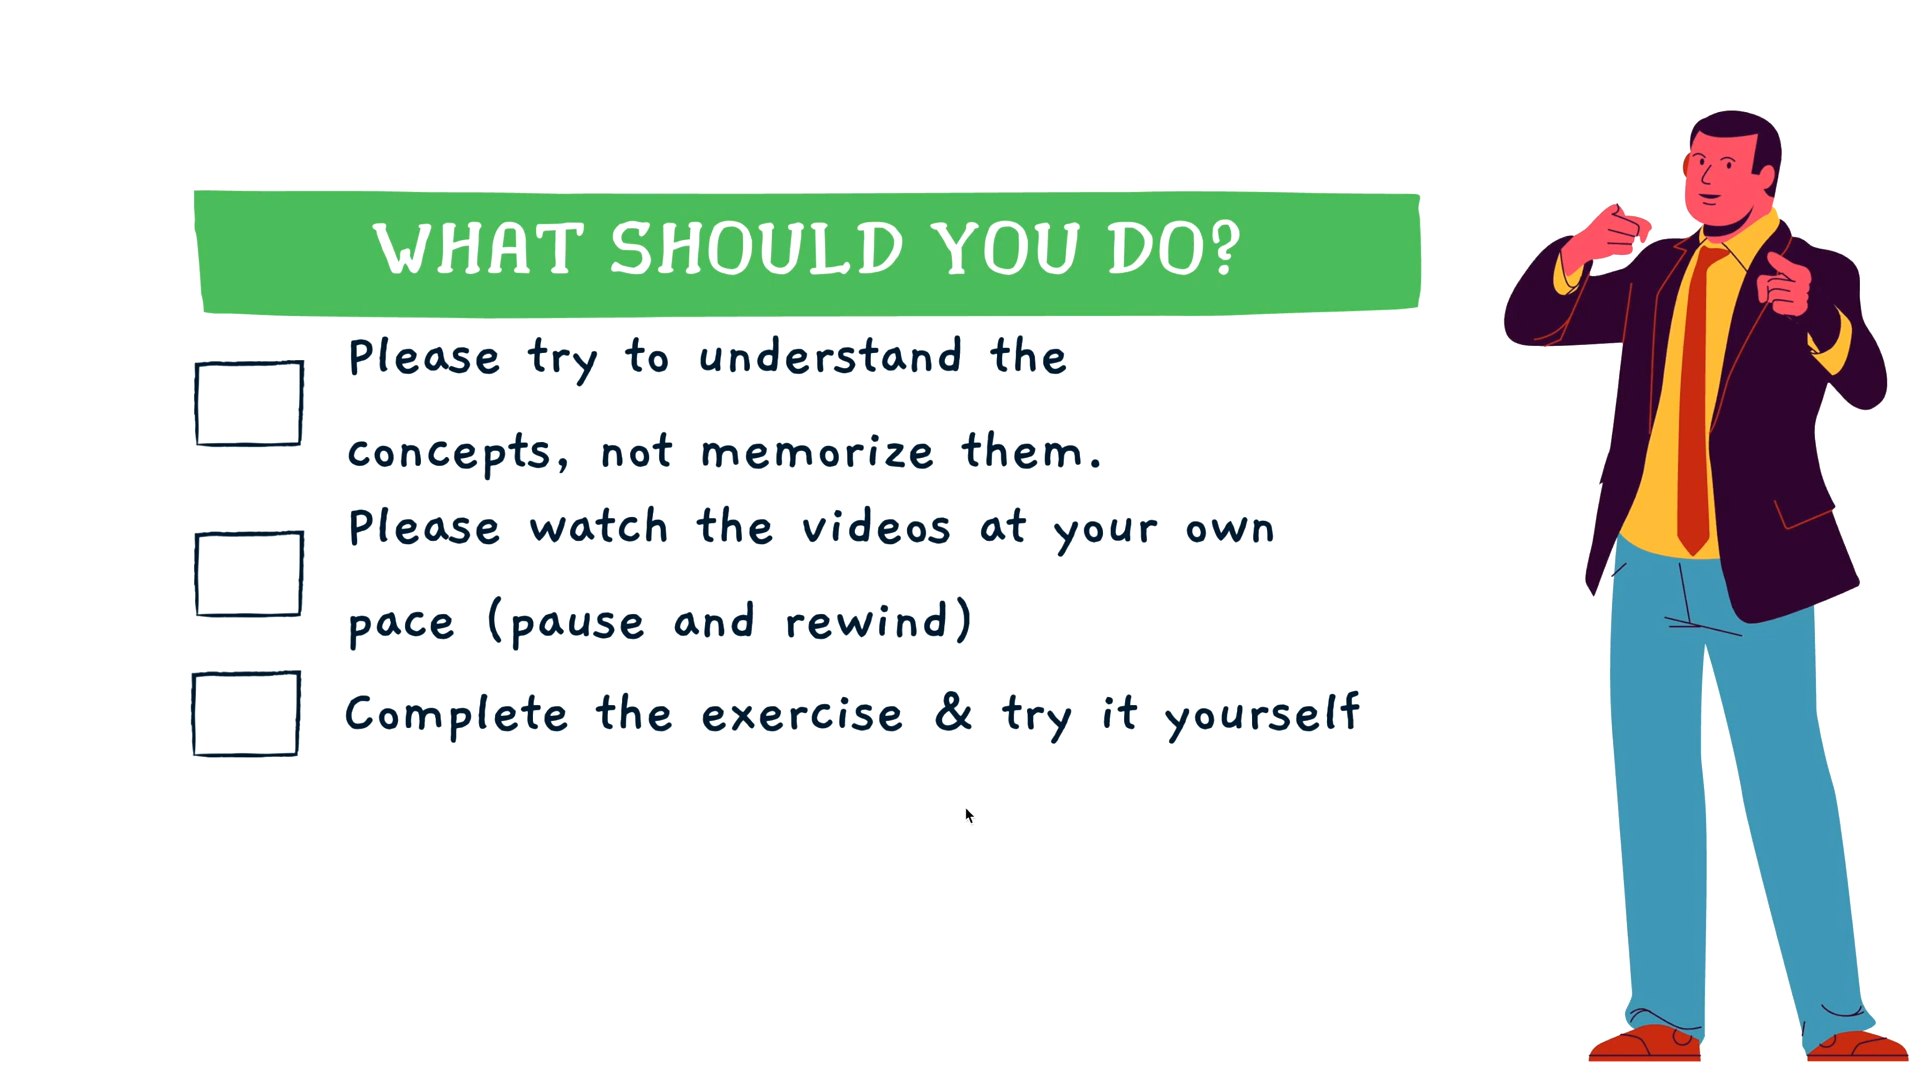 WHAT SHOULD YOU DO?
Please try to understand the
concepts, not memorize them.
Please watch the videos at your own
pace (pause and rewind)
Complete the exercise & try it yourself